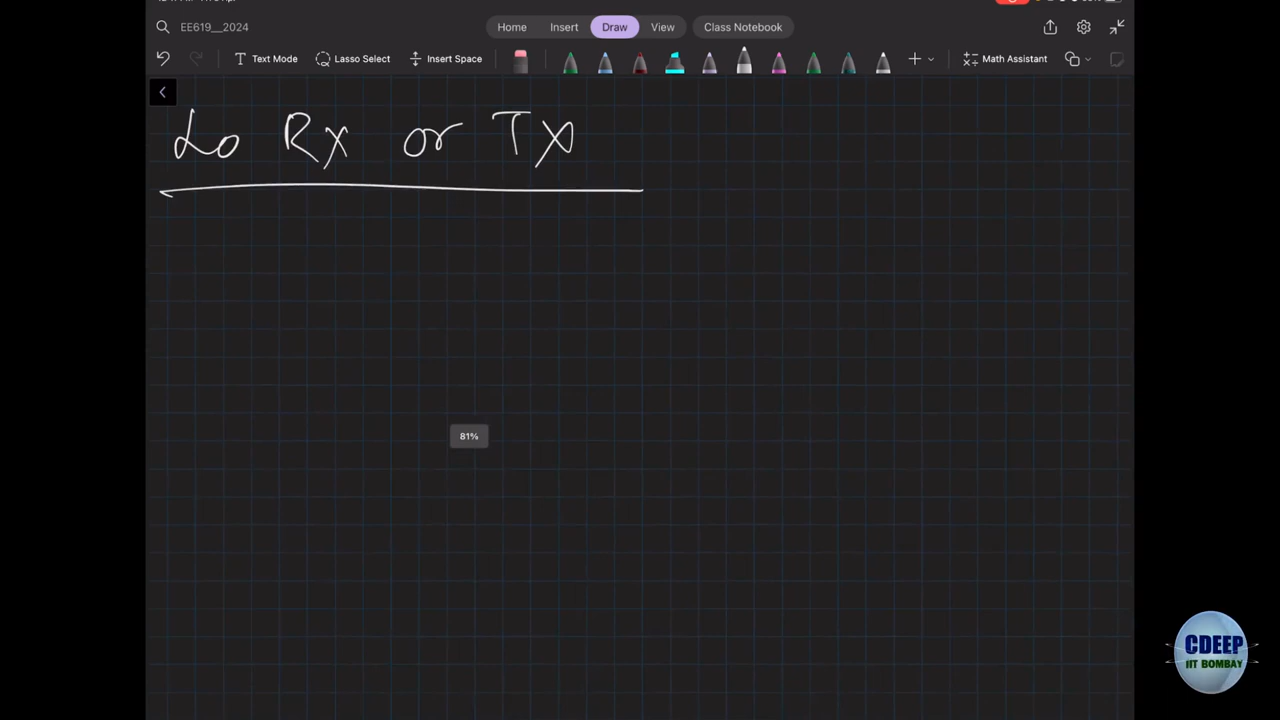 EE619__2024
Home Insert Draw View Class Notebook
Text Mode Lasso Select Insert Space Math Assistant
Lo Rx or Tx
81%
CDEEP
IIT BOMBAY